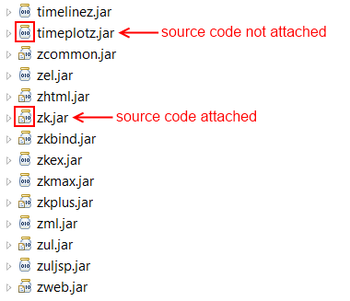 timelinez.jar
timeplotz.jar source code not attached
zcommon.jar
zel.jar
zhtml.jar
zk.jar source code attached
zkbind.jar
zkex.jar
zkmax.jar
zkplus.jar
zml.jar
zul.jar
zuljsp.jar
zweb.jar